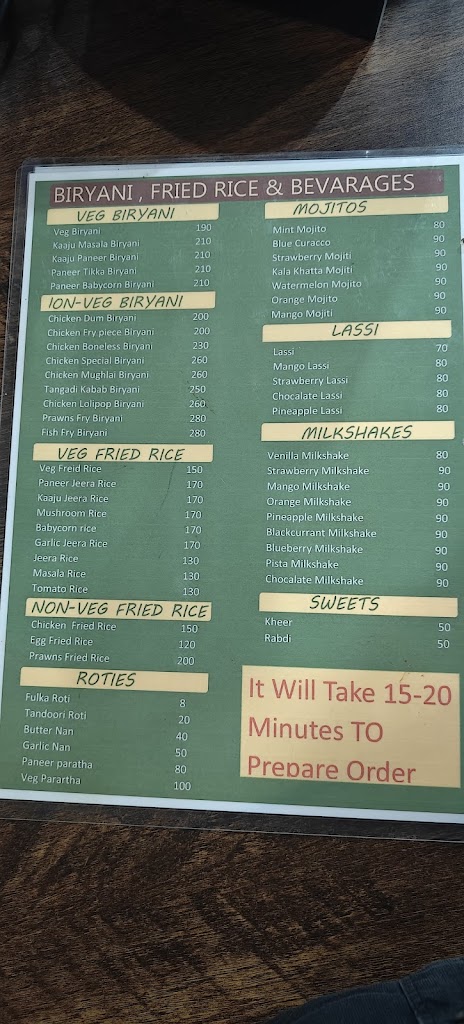 BIRYANI , FRIED RICE & BEVARAGES
VEG BIRYANI
Veg Biryani 190
Kaaju Masala Biryani 210
Kaaju Paneer Biryani 210
Paneer Tikka Biryani 210
Paneer Babycorn Biryani 210
ION-VEG BIRYANI
Chicken Dum Biryani 200
Chicken Fry piece Biryani 200
Chicken Boneless Biryani 230
Chicken Special Biryani 260
Chicken Mughlai Biryani 260
Tangadi Kabab Biryani 250
Chicken Lolipop Biryani 260
Prawns Fry Biryani 280
Fish Fry Biryani 280
VEG FRIED RICE
Veg Freid Rice 150
Paneer Jeera Rice 170
Kaaju Jeera Rice 170
Mushroom Rice 170
Babycorn rice 170
Garlic Jeera Rice 170
Jeera Rice 130
Masala Rice 130
Tomato Rice 130
NON-VEG FRIED RICE
Chicken Fried Rice 150
Egg Fried Rice 120
Prawns Fried Rice 200
ROTIES
Fulka Roti 8
Tandoori Roti 20
Butter Nan 40
Garlic Nan 50
Paneer paratha 80
Veg Parartha 100
MOJITOS
Mint Mojito 80
Blue Curacco 90
Strawberry Mojiti 90
Kala Khatta Mojiti 90
Watermelon Mojito 90
Orange Mojito 90
Mango Mojiti 90
LASSI
Lassi 70
Mango Lassi 80
Strawberry Lassi 80
Chocalate Lassi 80
Pineapple Lassi 80
MILKSHAKES
Venilla Milkshake 80
Strawberry Milkshake 90
Mango Milkshake 90
Orange Milkshake 90
Pineapple Milkshake 90
Blackcurrant Milkshake 90
Blueberry Milkshake 90
Pista Milkshake 90
Chocalate Milkshake 90
SWEETS
Kheer 50
Rabdi 50
It Will Take 15-20
Minutes TO
Prepare Order